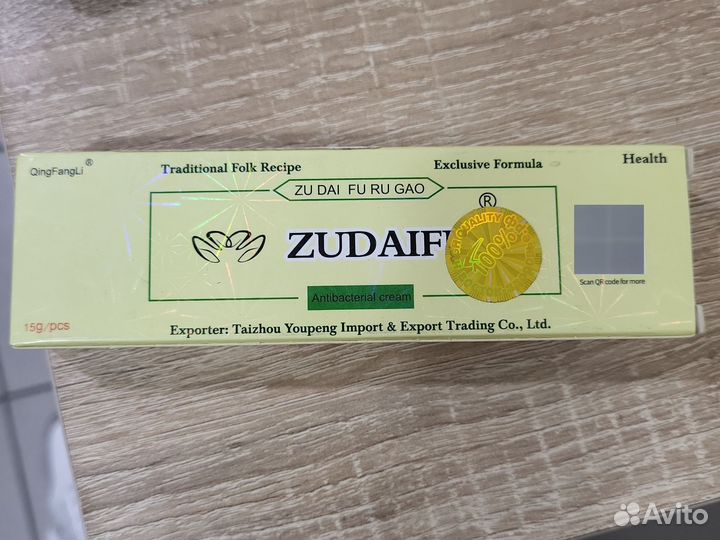 QingFangLi®
Traditional Folk Recipe
Exclusive Formula
Health
ZU DAI FU RU GAO
®
ZUDAIF
100%
Antibacterial cream
Scan QR code for more
15g/pcs
Exporter: Taizhou Youpeng Import & Export Trading Co., Ltd.
Avito